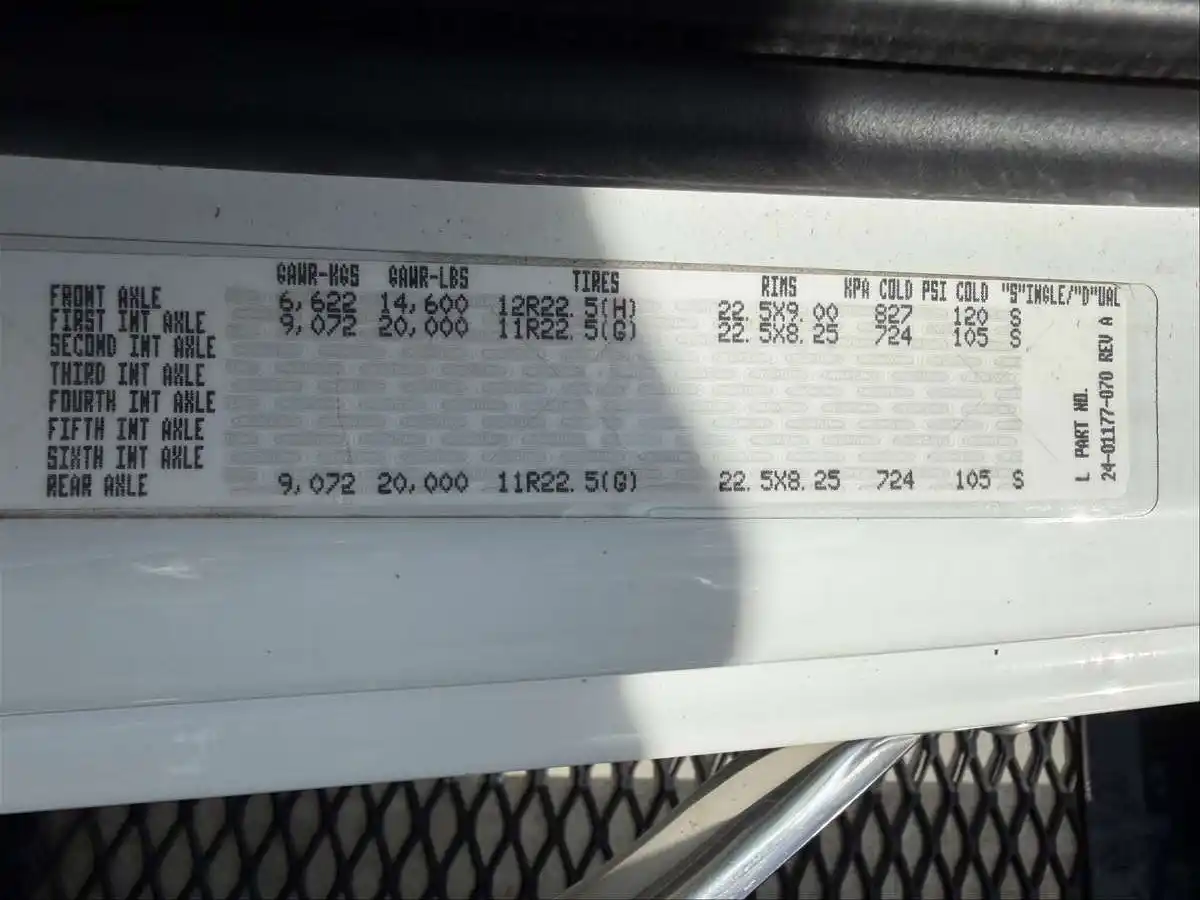 GAWR-KGS GAWR-LBS TIRES RIMS KPA COLD PSI COLD "S"INGLE/"D"UAL
FRONT AXLE 6,622 14,600 12R22.5(H) 22.5X9.00 827 120 S
FIRST INT AXLE 9,072 20,000 11R22.5(G) 22.5X8.25 724 105 S
SECOND INT AXLE
THIRD INT AXLE
FOURTH INT AXLE
FIFTH INT AXLE
SIXTH INT AXLE
REAR AXLE 9,072 20,000 11R22.5(G) 22.5X8.25 724 105 S
L PART NO.
24-01177-070 REV A